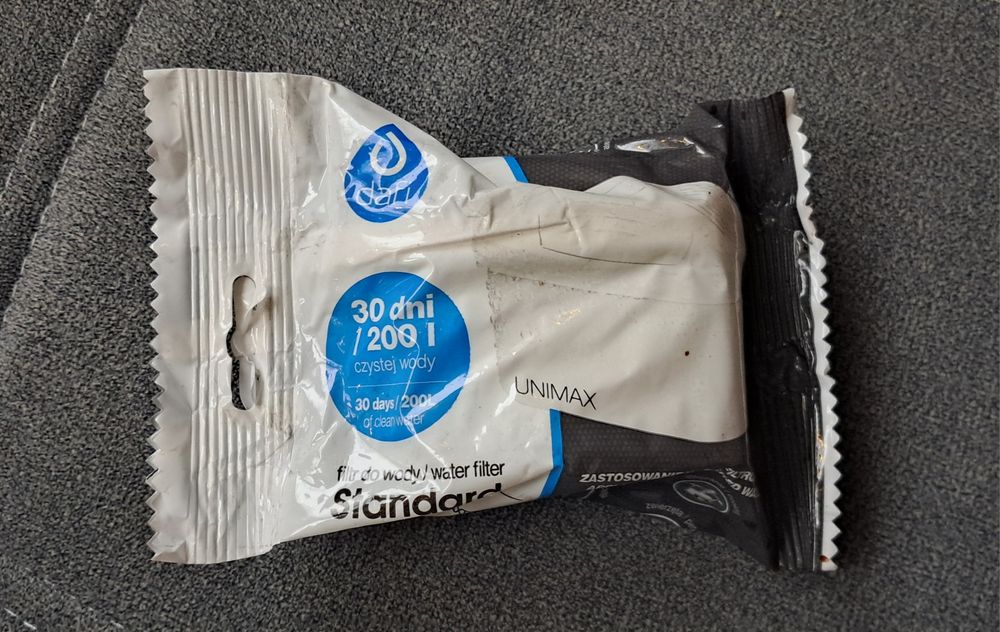 dafi
30 dni
/ 200 l
czystej wody
30 days / 200L
of clean water
filtr do wody / water filter
Standard
UNIMAX
ZASTOSOWANIE